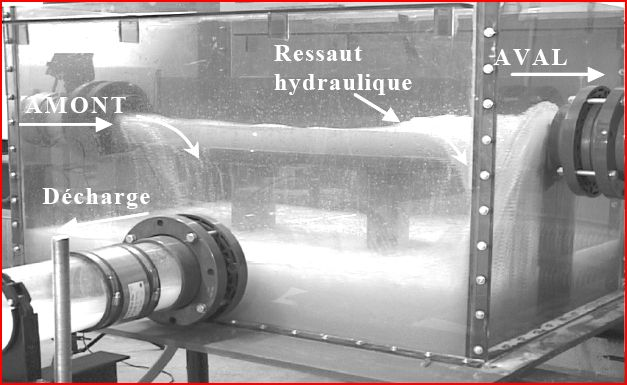 Ressaut
hydraulique
AVAL
AMONT
Décharge